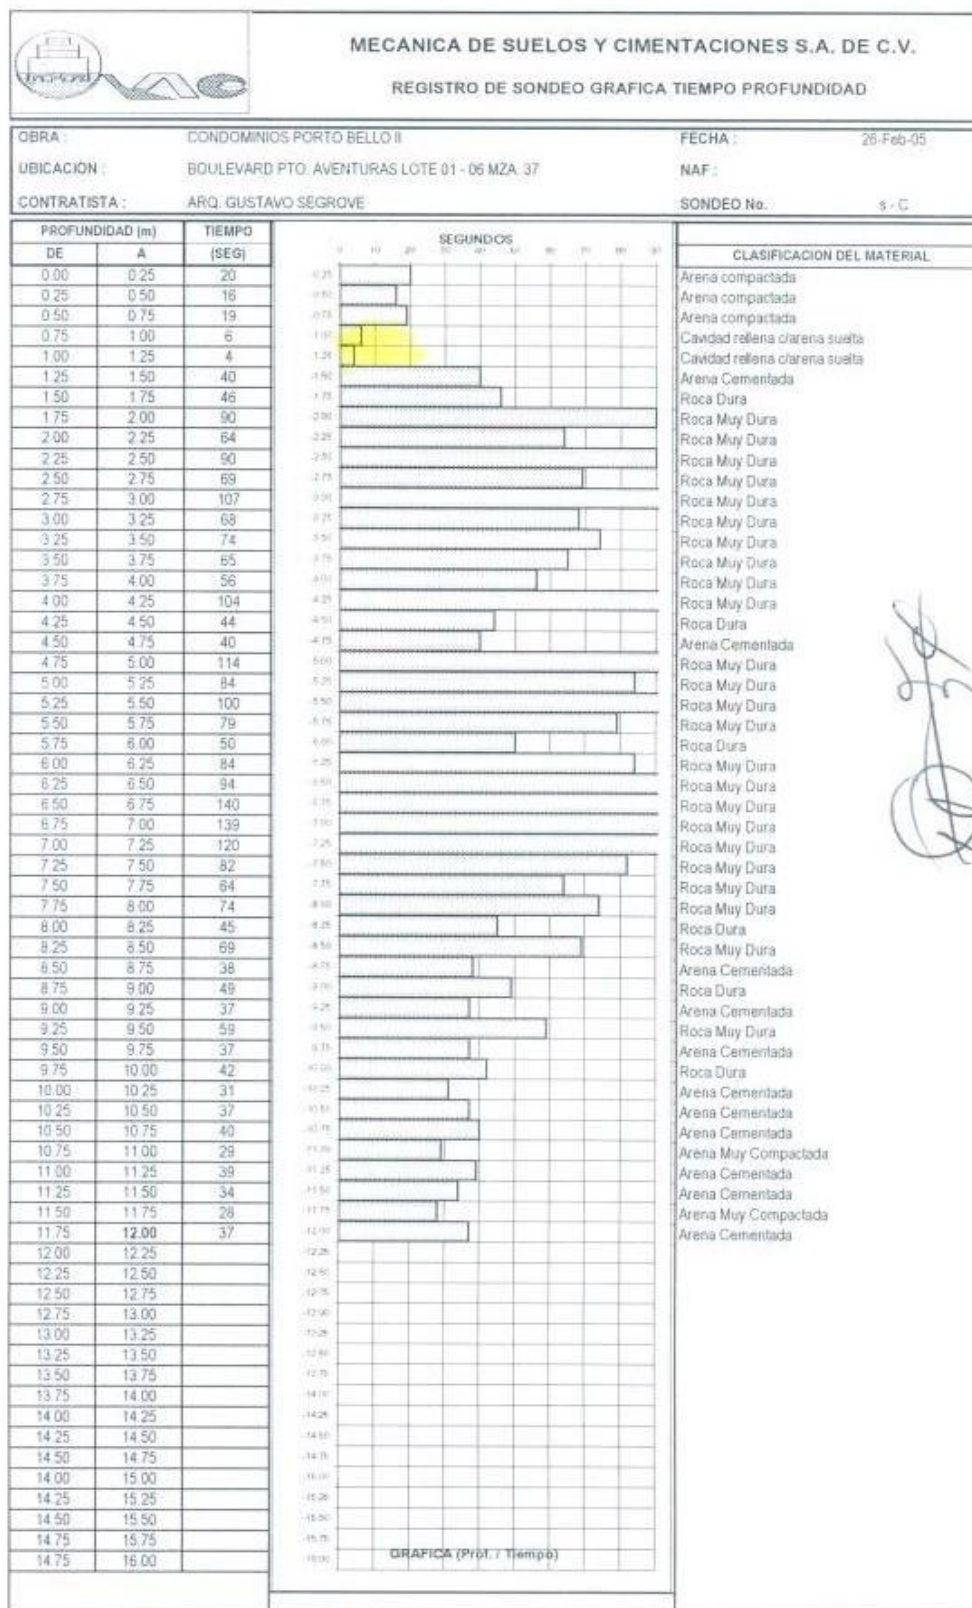 MECANICA DE SUELOS Y CIMENTACIONES S.A. DE C.V.
REGISTRO DE SONDEO GRAFICA TIEMPO PROFUNDIDAD
OBRA : CONDOMINIOS PORTO BELLO II FECHA : 26-Feb-05
UBICACIÓN : BOULEVARD PTO. AVENTURAS LOTE 01 - 06 MZA. 37 NAF :
CONTRATISTA : ARQ. GUSTAVO SEGROVE SONDEO No. s - C
PROFUNDIDAD (m) TIEMPO SEGUNDOS
DE A (SEG) CLASIFICACION DEL MATERIAL
0.00 0.25 20 Arena compactada
0.25 0.50 16 Arena compactada
0.50 0.75 19 Arena compactada
0.75 1.00 6 Cavidad rellena c/arena suelta
1.00 1.25 4 Cavidad rellena c/arena suelta
1.25 1.50 40 Arena Cementada
1.50 1.75 46 Roca Dura
1.75 2.00 90 Roca Muy Dura
2.00 2.25 64 Roca Muy Dura
2.25 2.50 90 Roca Muy Dura
2.50 2.75 69 Roca Muy Dura
2.75 3.00 107 Roca Muy Dura
3.00 3.25 68 Roca Muy Dura
3.25 3.50 74 Roca Muy Dura
3.50 3.75 65 Roca Muy Dura
3.75 4.00 56 Roca Muy Dura
4.00 4.25 104 Roca Muy Dura
4.25 4.50 44 Roca Dura
4.50 4.75 40 Arena Cementada
4.75 5.00 114 Roca Muy Dura
5.00 5.25 84 Roca Muy Dura
5.25 5.50 100 Roca Muy Dura
5.50 5.75 79 Roca Muy Dura
5.75 6.00 50 Roca Dura
6.00 6.25 84 Roca Muy Dura
6.25 6.50 94 Roca Muy Dura
6.50 6.75 140 Roca Muy Dura
6.75 7.00 139 Roca Muy Dura
7.00 7.25 120 Roca Muy Dura
7.25 7.50 82 Roca Muy Dura
7.50 7.75 64 Roca Muy Dura
7.75 8.00 74 Roca Muy Dura
8.00 8.25 45 Roca Dura
8.25 8.50 69 Roca Muy Dura
8.50 8.75 38 Arena Cementada
8.75 9.00 49 Roca Dura
9.00 9.25 37 Arena Cementada
9.25 9.50 59 Roca Muy Dura
9.50 9.75 37 Arena Cementada
9.75 10.00 42 Roca Dura
10.00 10.25 31 Arena Cementada
10.25 10.50 37 Arena Cementada
10.50 10.75 40 Arena Cementada
10.75 11.00 29 Arena Muy Compactada
11.00 11.25 39 Arena Cementada
11.25 11.50 34 Arena Cementada
11.50 11.75 28 Arena Muy Compactada
11.75 12.00 37 Arena Cementada
12.00 12.25
12.25 12.50
12.50 12.75
12.75 13.00
13.00 13.25
13.25 13.50
13.50 13.75
13.75 14.00
14.00 14.25
14.25 14.50
14.50 14.75
14.00 15.00
14.25 15.25
14.50 15.50
14.75 15.75
14.75 16.00
GRAFICA (Prof. / Tiempo)